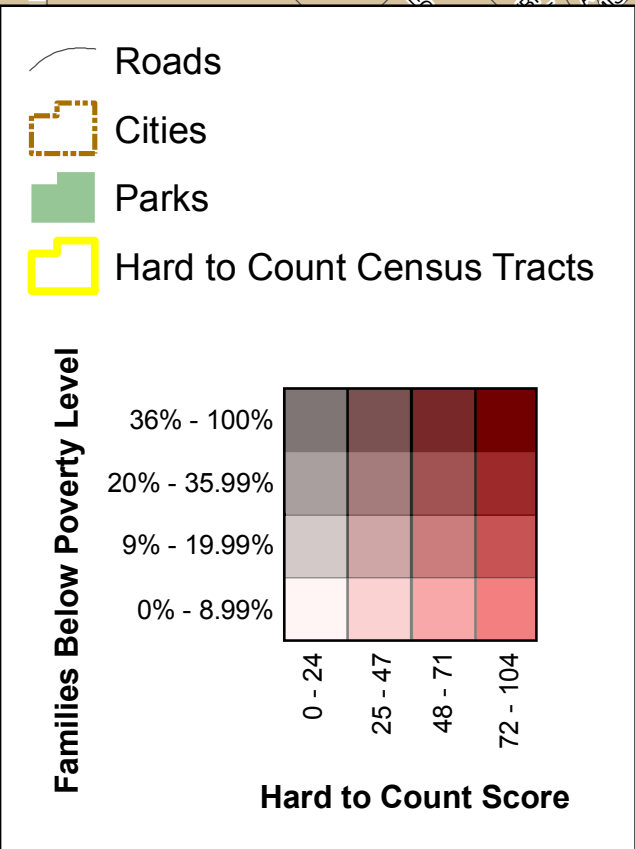 Roads
Cities
Parks
Hard to Count Census Tracts
Families Below Poverty Level
36% - 100%
20% - 35.99%
9% - 19.99%
0% - 8.99%
0 - 24
25 - 47
48 - 71
72 - 104
Hard to Count Score